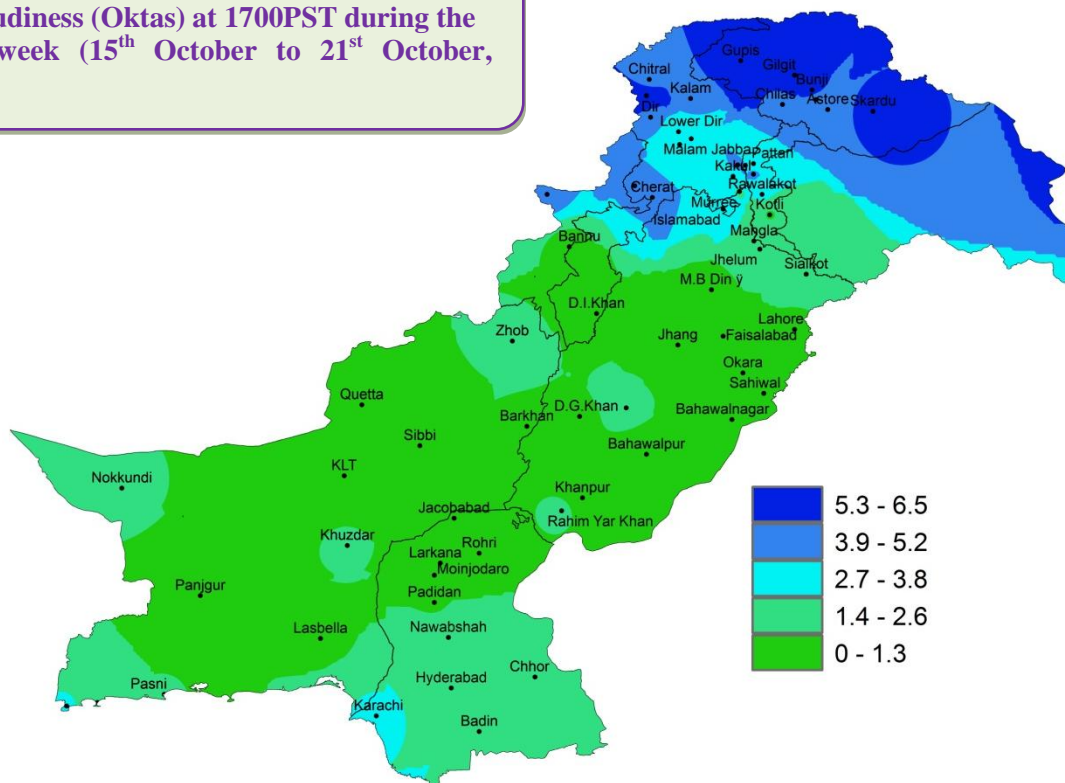 udiness (Oktas) at 1700PST during the
week (15th October to 21st October,
Gupis
Chitral
Gilgit
Bunji
Kalam
Chilas
Astore
Skardu
Dir
Lower Dir
Malam Jabbar
Pattan
Kakul
Cherat
Rawalakot
Murree
Kotli
Islamabad
Mangla
Bannu
Jhelum
Sialkot
M.B Din ÿ
D.I.Khan
Zhob
Lahore
Jhang
Faisalabad
Okara
Sahiwal
Quetta
D.G.Khan
Bahawalnagar
Barkhan
Sibbi
Bahawalpur
KLT
Nokkundi
Khanpur
Jacobabad
Rahim Yar Khan
Khuzdar
Rohri
Larkana
Moinjodaro
Panjgur
Padidan
Lasbella
Nawabshah
Chhor
Pasni
Hyderabad
Karachi
Badin
5.3 - 6.5
3.9 - 5.2
2.7 - 3.8
1.4 - 2.6
0 - 1.3